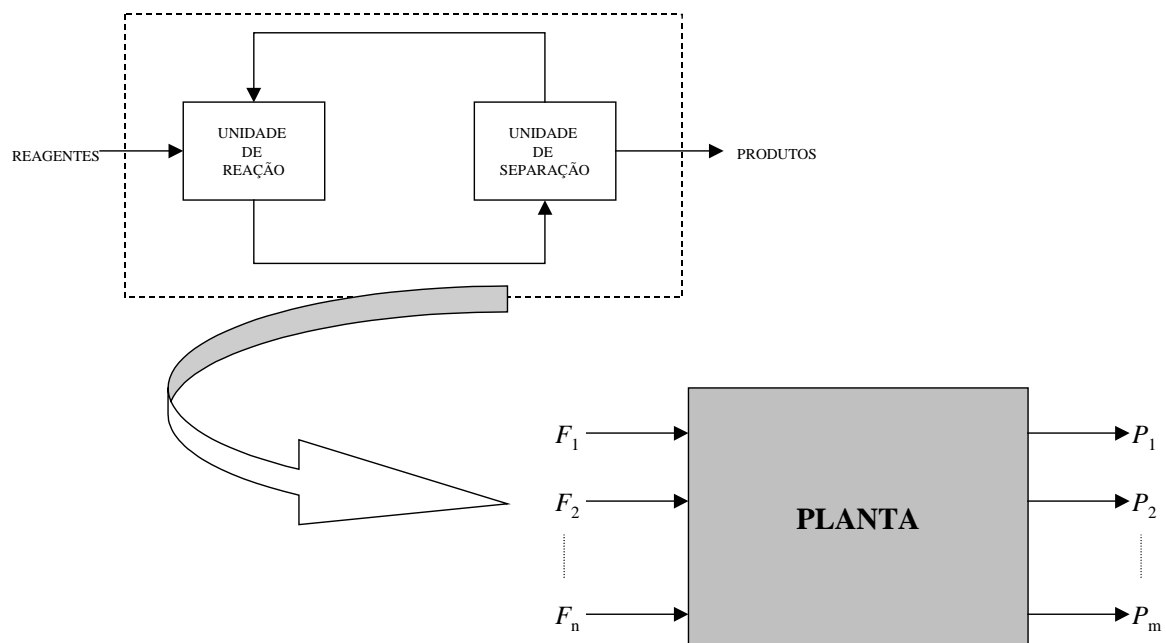 UNIDADE
DE
REAÇÃO
UNIDADE
DE
SEPARAÇÃO
REAGENTES
PRODUTOS
F1
P1
F2
PLANTA
P2
Fn
Pm